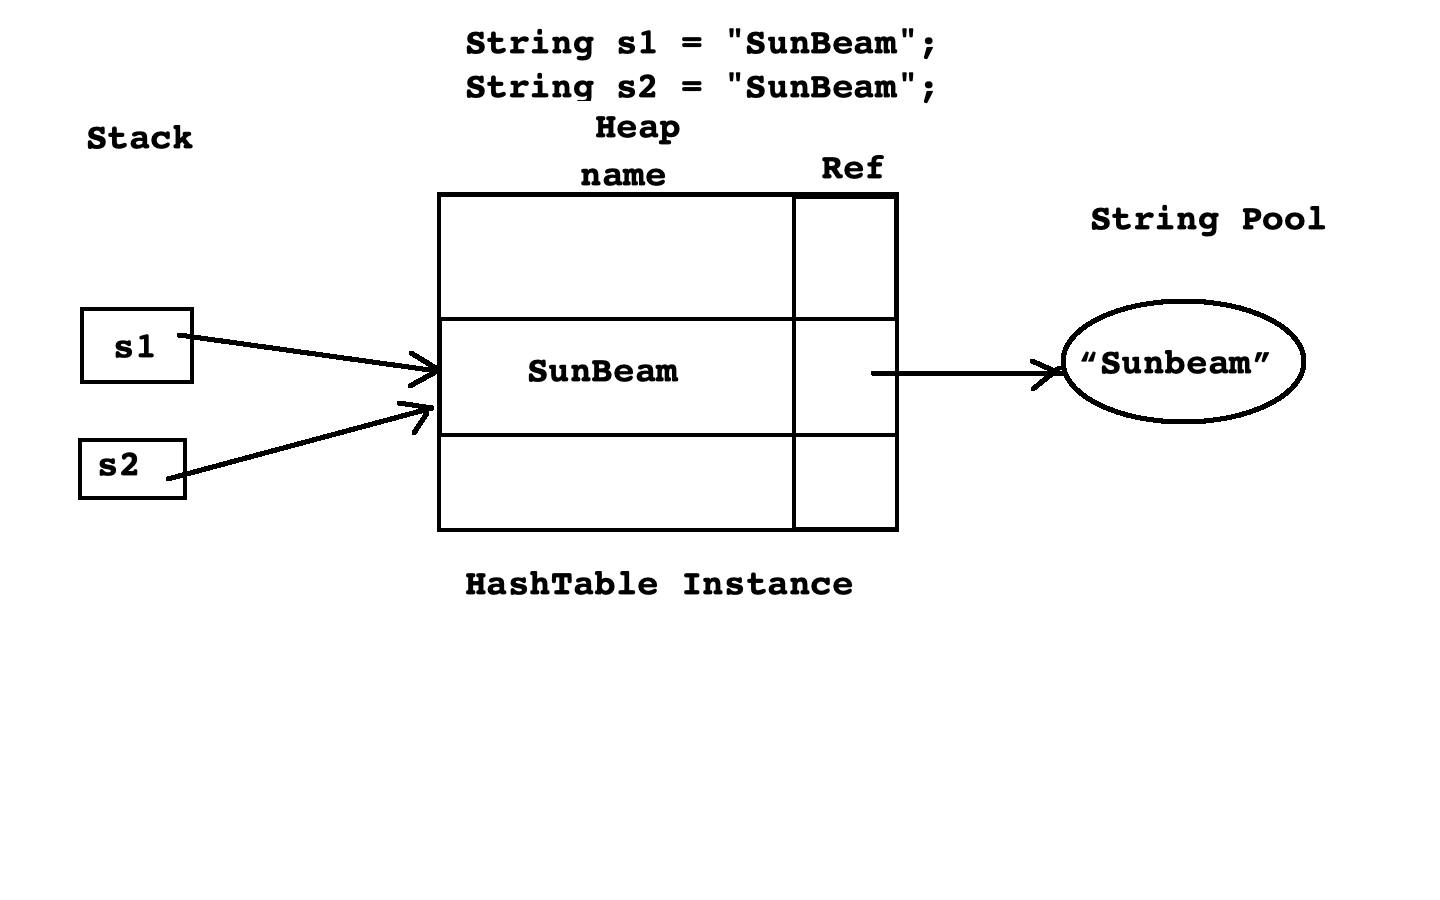 String s1 = "SunBeam";
String s2 = "SunBeam";
Heap
Stack
name
Ref
String Pool
s1
SunBeam
“Sunbeam”
s2
HashTable Instance